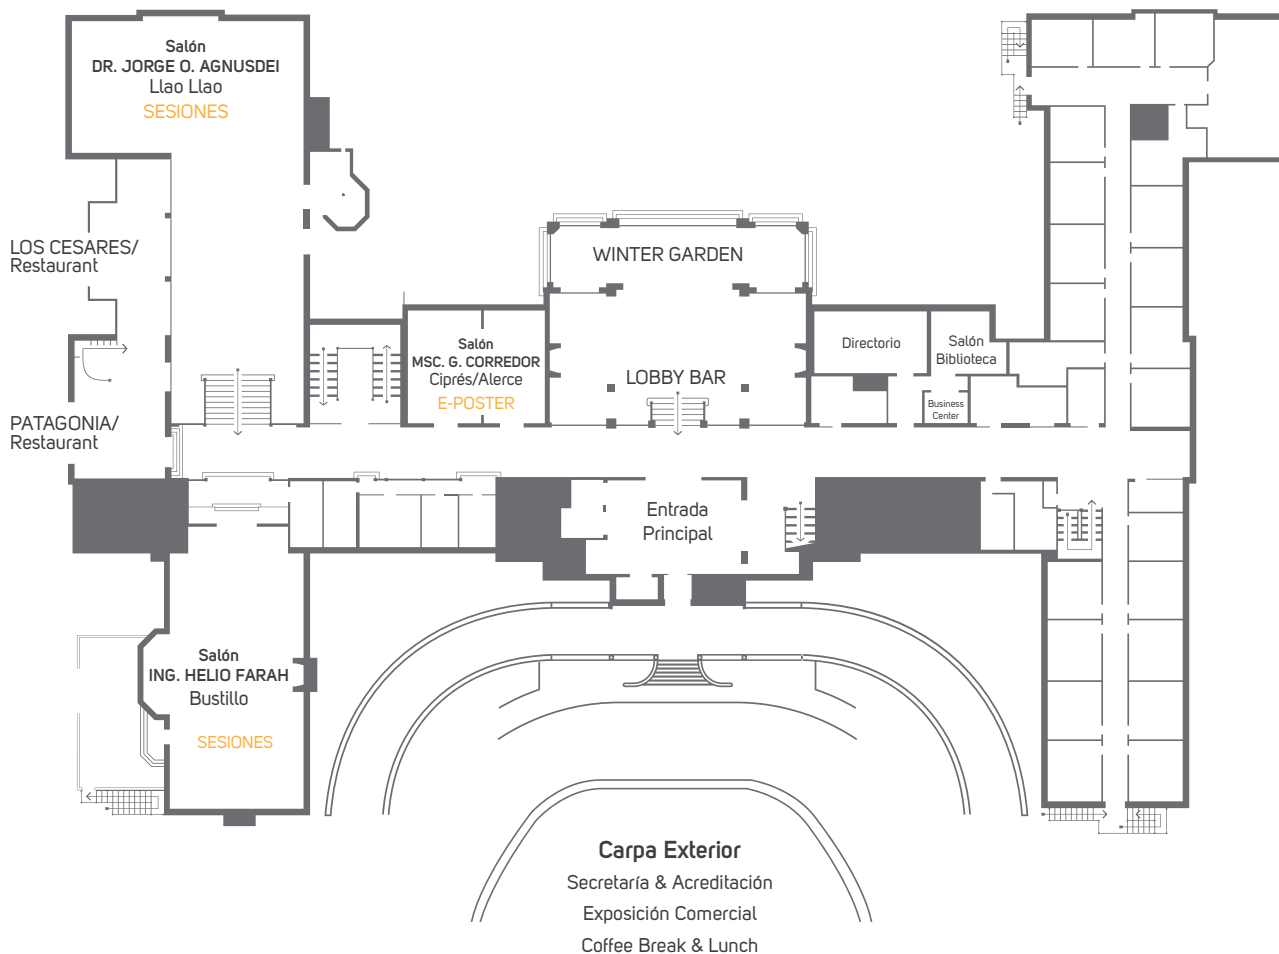 Salón
DR. JORGE O. AGNUSDEI
Llao Llao
SESIONES
LOS CESARES/
Restaurant
WINTER GARDEN
Salón
MSC. G. CORREDOR
Ciprés/Alerce
E-POSTER
LOBBY BAR
Directorio
Salón
Biblioteca
Business
Center
PATAGONIA/
Restaurant
Entrada
Principal
Salón
ING. HELIO FARAH
Bustillo
SESIONES
Carpa Exterior
Secretaría & Acreditación
Exposición Comercial
Coffee Break & Lunch